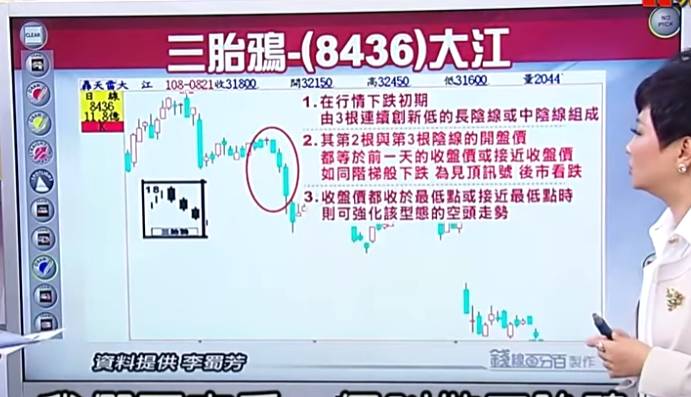 三胎鴉-(8436)大江
CLEAR
NO
PICK
轟天雷大 江 108-0821收31800 開32150 高32450 低31600 量2044
日 線
8436
11.8億
K
1.在行情下跌初期
由3根連續創新低的長陰線或中陰線組成
2.其第2根與第3根陰線的開盤價
都等於前一天的收盤價或接近收盤價
如同階梯般下跌 為見頂訊號 後市看跌
3.收盤價都收於最低點或接近最低點時
則可強化該型態的空頭走勢
18
三胎鴉
資料提供 李蜀芳
錢線百分百 製作